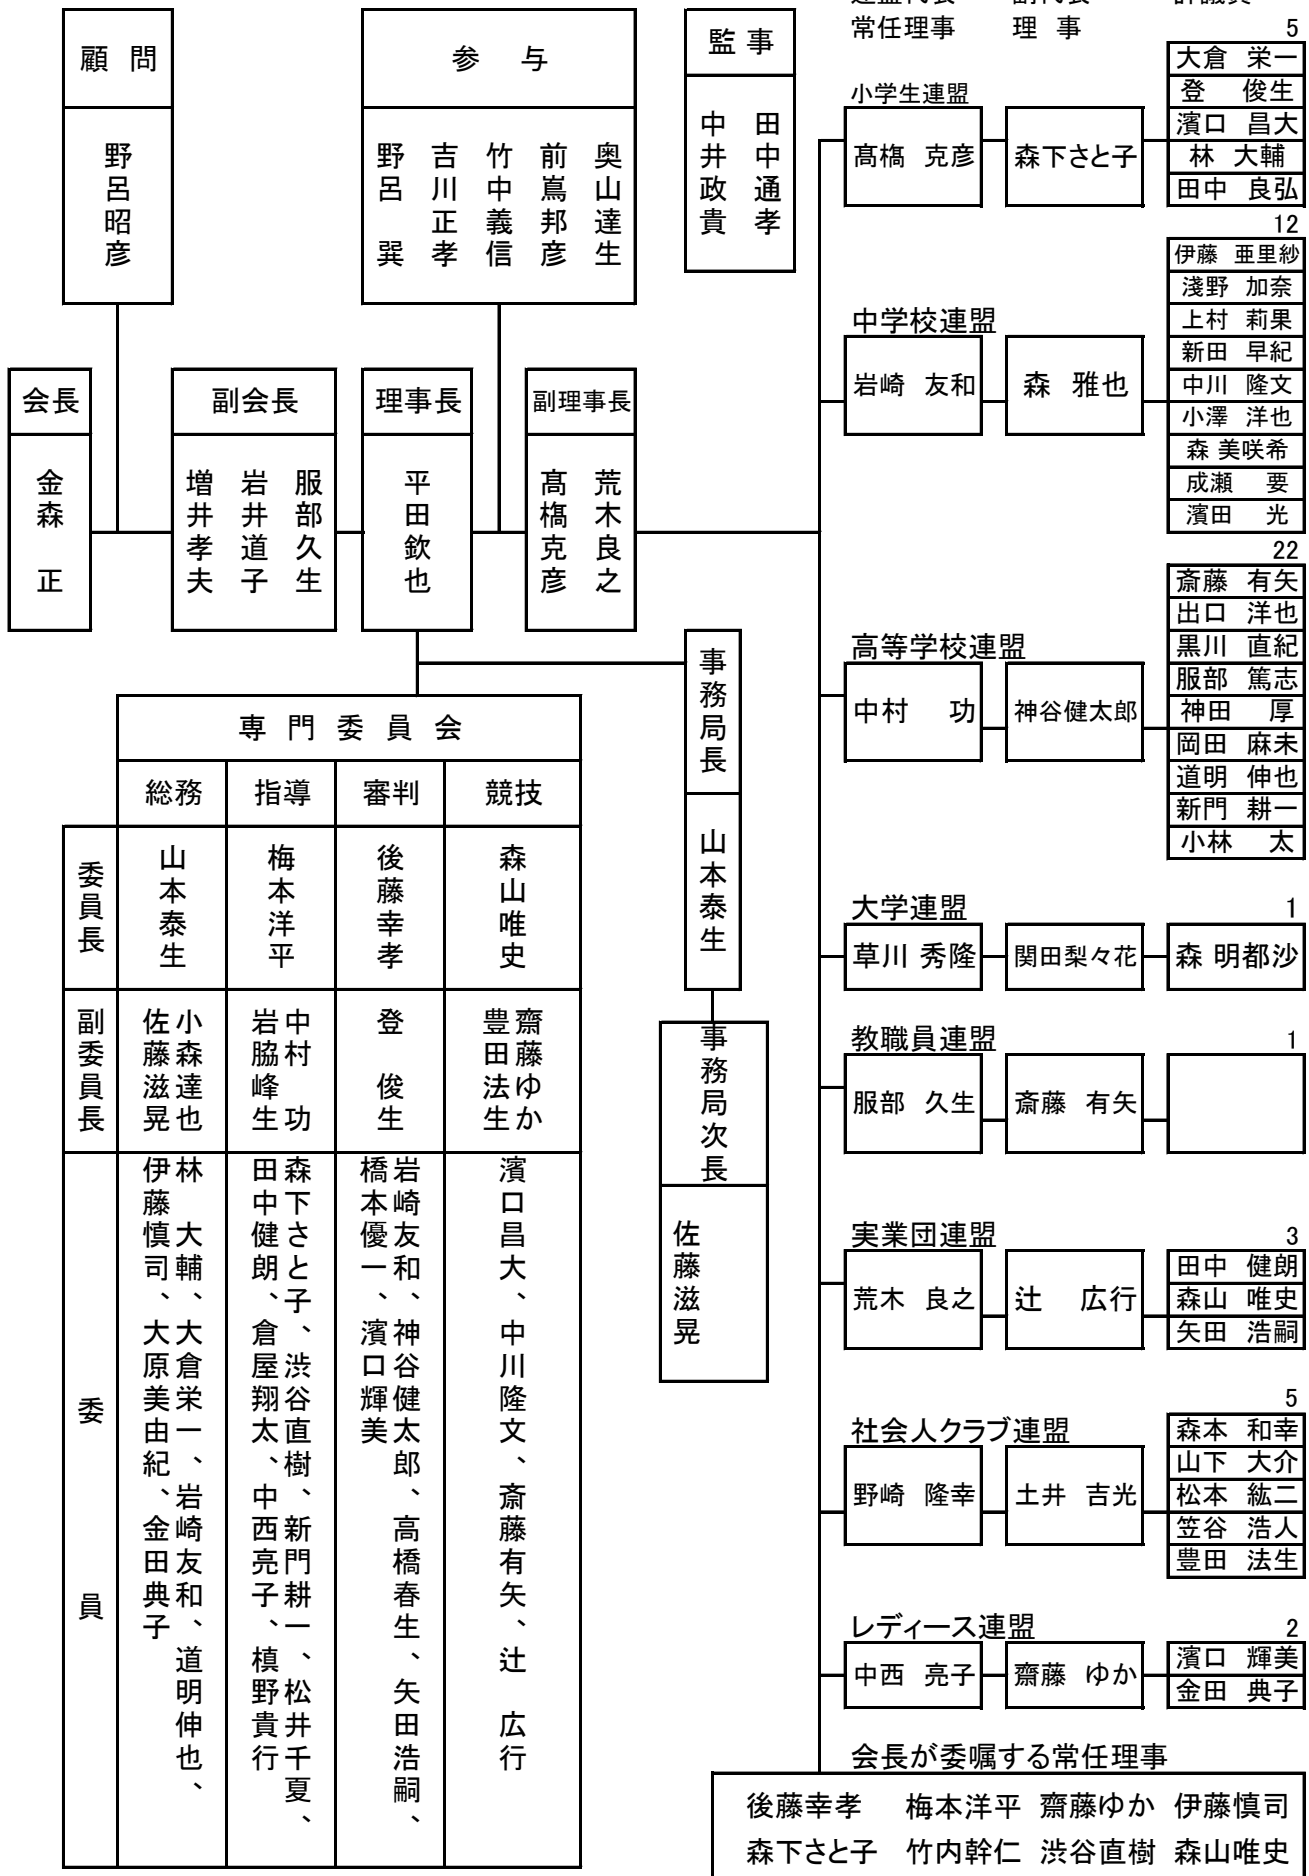 顧問
野呂昭彦
参与
奥山達生
前嶌邦彦
竹中義信
吉川正孝
野呂 巽
監事
田中通孝
中井政貴
会長
金森 正
副会長
服部久生
岩井道子
増井孝夫
理事長
平田欽也
副理事長
荒木良之
髙橋克彦
事務局長
山本泰生
事務局次長
佐藤滋晃
専門委員会
総務 指導 審判 競技
委員長
山本泰生
梅本洋平
後藤幸孝
森山唯史
副委員長
小森達也
佐藤滋晃
中村 功
岩脇峰生
登 俊生
齋藤ゆか
豊田法生
委員
林 大輔、大倉栄一、岩崎友和、道明伸也、
伊藤慎司、大原美由紀、金田典子
森下さと子、渋谷直樹、新門耕一、松井千夏、
田中健朗、倉屋翔太、中西亮子、槙野貴行
岩崎友和、神谷健太郎、高橋春生、矢田浩嗣、
橋本優一、濱口輝美
濱口昌大、中川隆文、斎藤有矢、辻 広行
常任理事 理事 5
小学生連盟
髙橋 克彦
森下さと子
大倉 栄一
登 俊生
濱口 昌大
林 大輔
田中 良弘
12
中学校連盟
岩崎 友和
森 雅也
伊藤 亜里紗
淺野 加奈
上村 莉果
新田 早紀
中川 隆文
小澤 洋也
森 美咲希
成瀬 要
濱田 光
22
高等学校連盟
中村 功
神谷健太郎
斎藤 有矢
出口 洋也
黒川 直紀
服部 篤志
神田 厚
岡田 麻未
道明 伸也
新門 耕一
小林 太
大学連盟 1
草川 秀隆
関田梨々花
森 明都沙
教職員連盟 1
服部 久生
斎藤 有矢
実業団連盟 3
荒木 良之
辻 広行
田中 健朗
森山 唯史
矢田 浩嗣
5
社会人クラブ連盟
野崎 隆幸
土井 吉光
森本 和幸
山下 大介
松本 紘二
笠谷 浩人
豊田 法生
レディース連盟 2
中西 亮子
齋藤 ゆか
濱口 輝美
金田 典子
会長が委嘱する常任理事
後藤幸孝 梅本洋平 齋藤ゆか 伊藤慎司
森下さと子 竹内幹仁 渋谷直樹 森山唯史